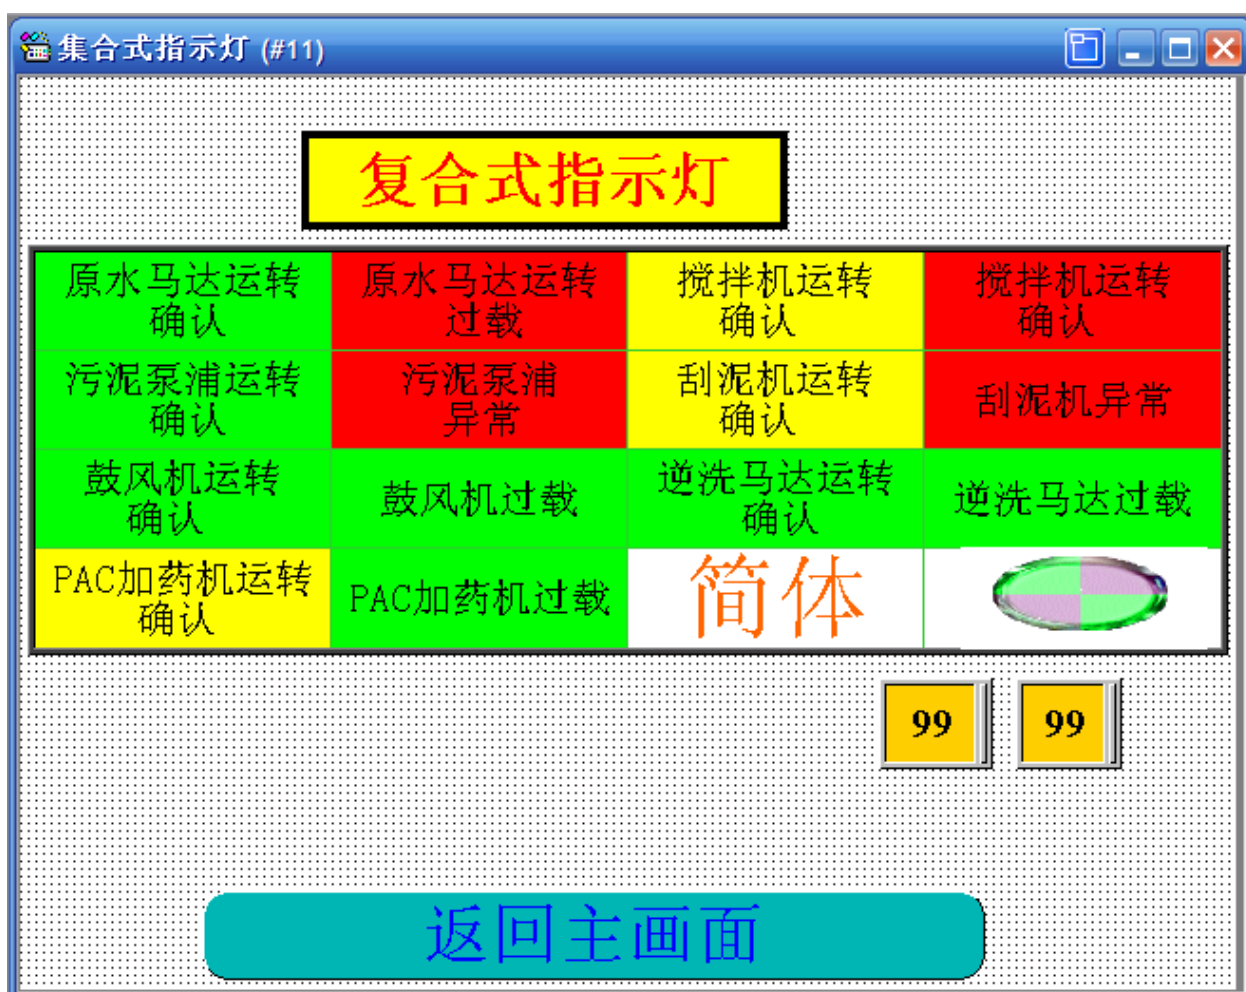 集合式指示灯 (#11)
复合式指示灯
原水马达运转
确认
原水马达运转
过载
搅拌机运转
确认
搅拌机运转
确认
污泥泵浦运转
确认
污泥泵浦
异常
刮泥机运转
确认
刮泥机异常
鼓风机运转
确认
鼓风机过载
逆洗马达运转
确认
逆洗马达过载
PAC加药机运转
确认
PAC加药机过载
简体
99
99
返回主画面